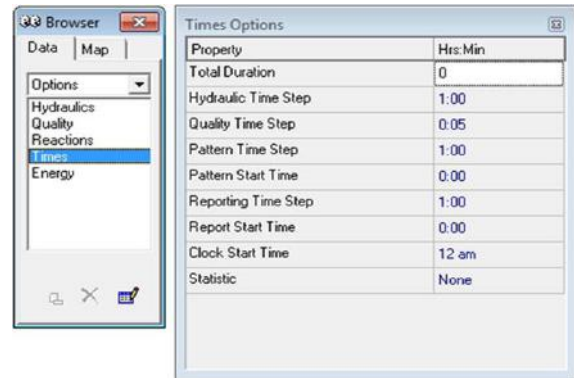 Browser
Data Map
Options
Hydraulics
Quality
Reactions
Times
Energy
Times Options
Property Hrs:Min
Total Duration 0
Hydraulic Time Step 1:00
Quality Time Step 0:05
Pattern Time Step 1:00
Pattern Start Time 0:00
Reporting Time Step 1:00
Report Start Time 0:00
Clock Start Time 12 am
Statistic None